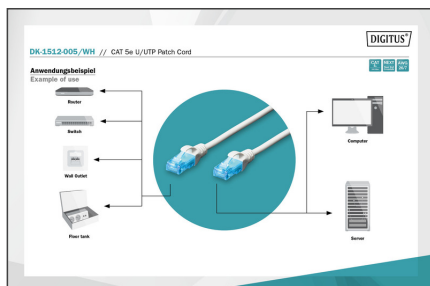 DIGITUS®
DK-1512-005/WH // CAT 5e U/UTP Patch Cord
Anwendungsbeispiel
Example of use
Router
Switch
Wall Outlet
Floor tank
Computer
Server